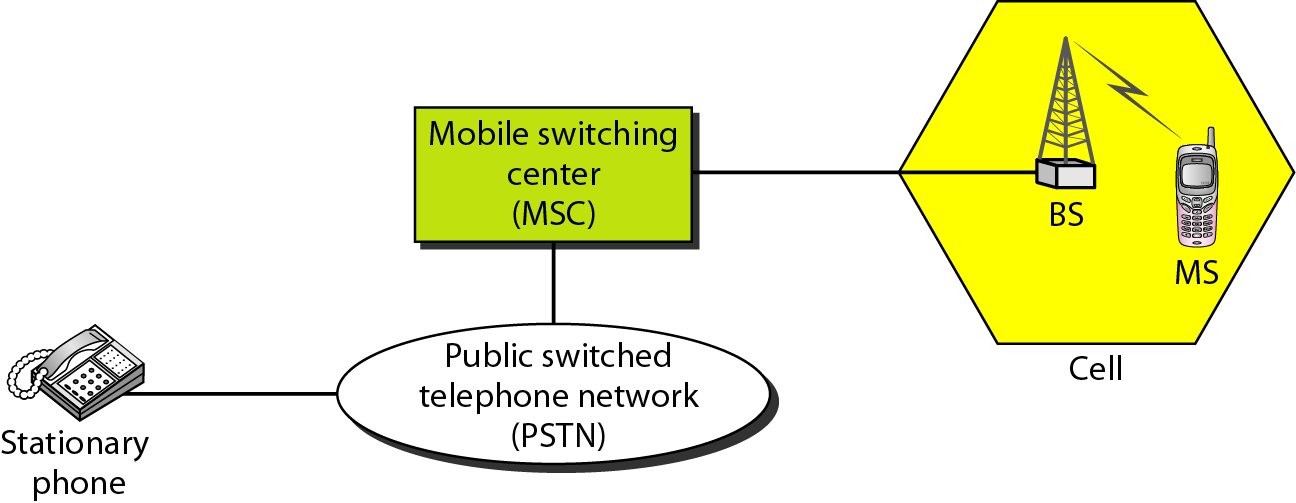 Mobile switching
center
(MSC)
BS
MS
Cell
Public switched
telephone network
(PSTN)
Stationary
phone